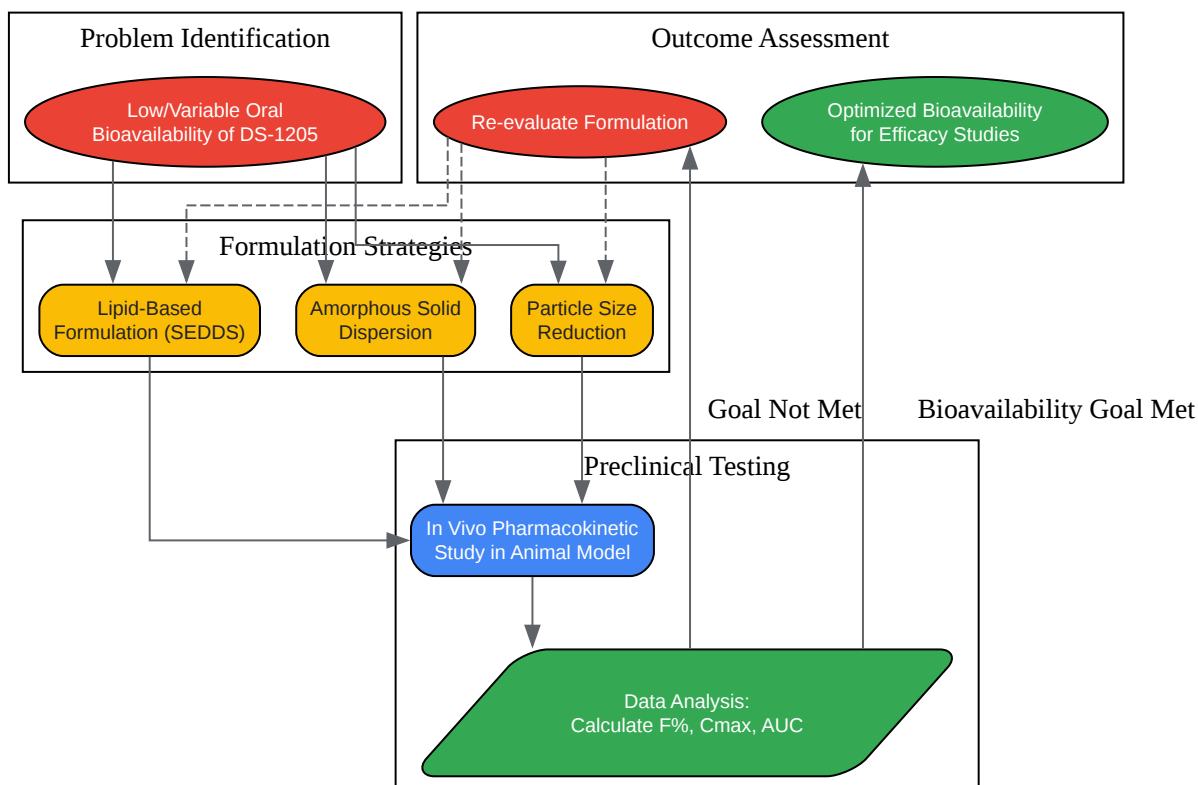 Problem Identification
Outcome Assessment
Low/Variable Oral
Bioavailability of DS-1205
Re-evaluate Formulation
Optimized Bioavailability
for Efficacy Studies
Formulation Strategies
Lipid-Based
Formulation (SEDDS)
Amorphous Solid
Dispersion
Particle Size
Reduction
Goal Not Met
Bioavailability Goal Met
Preclinical Testing
In Vivo Pharmacokinetic
Study in Animal Model
Data Analysis:
Calculate F%, Cmax, AUC